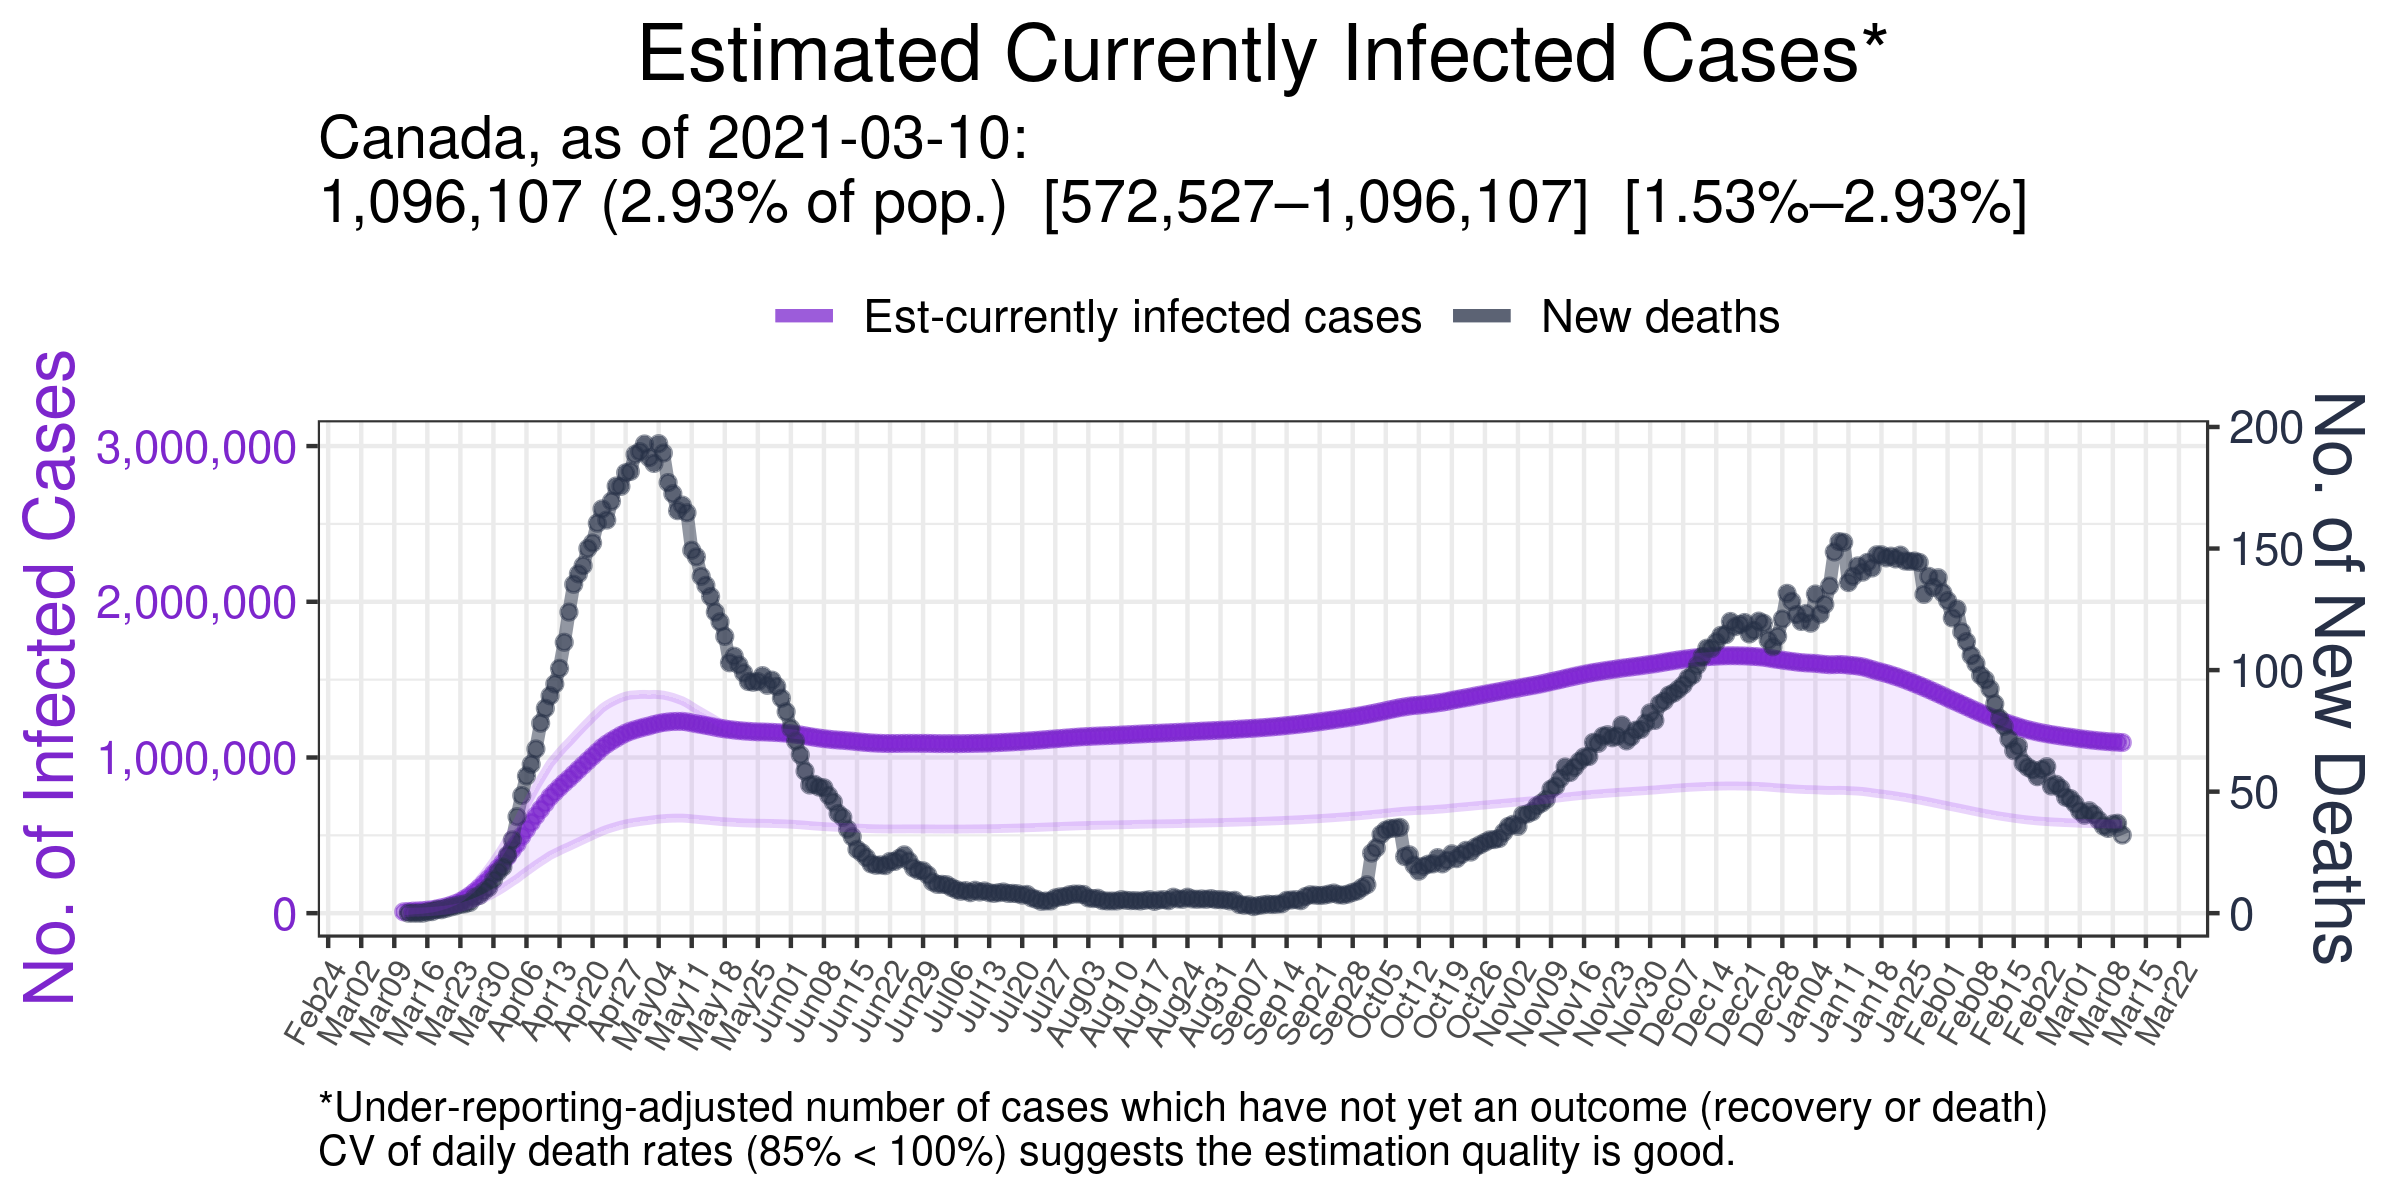 Estimated Currently Infected Cases*
Canada, as of 2021-03-10:
1,096,107 (2.93% of pop.) [572,527–1,096,107] [1.53%–2.93%]
Est-currently infected cases
New deaths
No. of Infected Cases
3,000,000
2,000,000
1,000,000
0
200
150
100
50
0
No. of New Deaths
Feb24
Mar02
Mar09
Mar16
Mar23
Mar30
Apr06
Apr13
Apr20
Apr27
May04
May11
May18
May25
Jun01
Jun08
Jun15
Jun22
Jun29
Jul06
Jul13
Jul20
Jul27
Aug03
Aug10
Aug17
Aug24
Aug31
Sep07
Sep14
Sep21
Sep28
Oct05
Oct12
Oct19
Oct26
Nov02
Nov09
Nov16
Nov23
Nov30
Dec07
Dec14
Dec21
Dec28
Jan04
Jan11
Jan18
Jan25
Feb01
Feb08
Feb15
Feb22
Mar01
Mar08
Mar15
Mar22
*Under-reporting-adjusted number of cases which have not yet an outcome (recovery or death)
CV of daily death rates (85% < 100%) suggests the estimation quality is good.